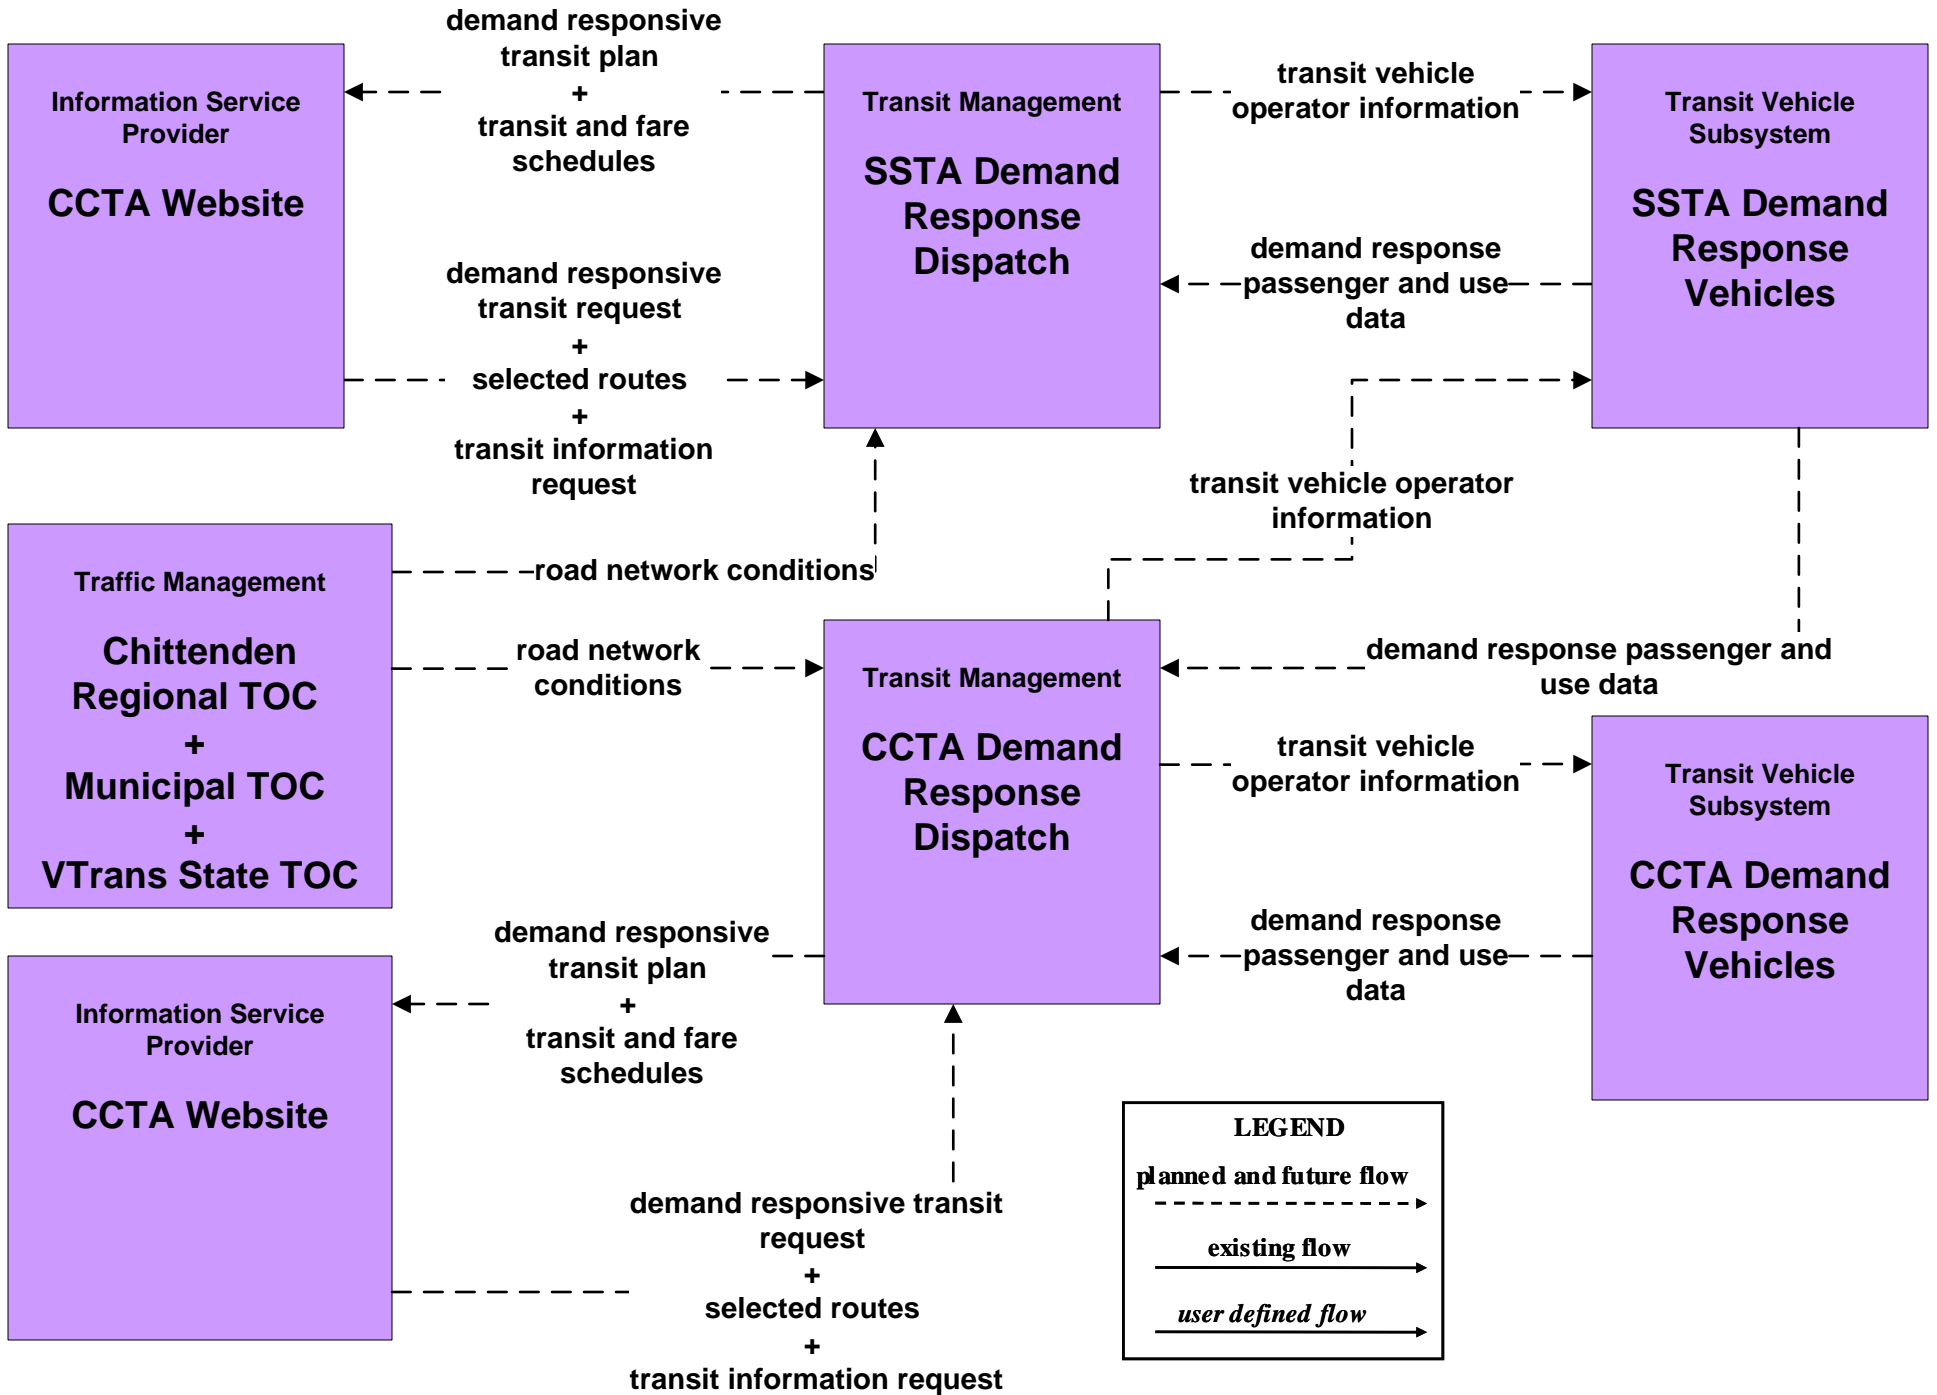 demand responsive
transit plan
+
transit and fare
schedules
Information Service
Provider
CCTA Website
Transit Management
SSTA Demand
Response
Dispatch
transit vehicle
operator information
Transit Vehicle
Subsystem
SSTA Demand
Response
Vehicles
demand responsive
transit request
+
selected routes
+
transit information
request
demand response
passenger and use
data
transit vehicle operator
information
Traffic Management
Chittenden
Regional TOC
+
Municipal TOC
+
VTrans State TOC
road network conditions
road network
conditions
Transit Management
CCTA Demand
Response
Dispatch
demand response passenger and
use data
transit vehicle
operator information
Transit Vehicle
Subsystem
CCTA Demand
Response
Vehicles
demand response
passenger and use
data
demand responsive
transit plan
+
transit and fare
schedules
Information Service
Provider
CCTA Website
demand responsive transit
request
+
selected routes
+
transit information request
LEGEND
planned and future flow
existing flow
user defined flow